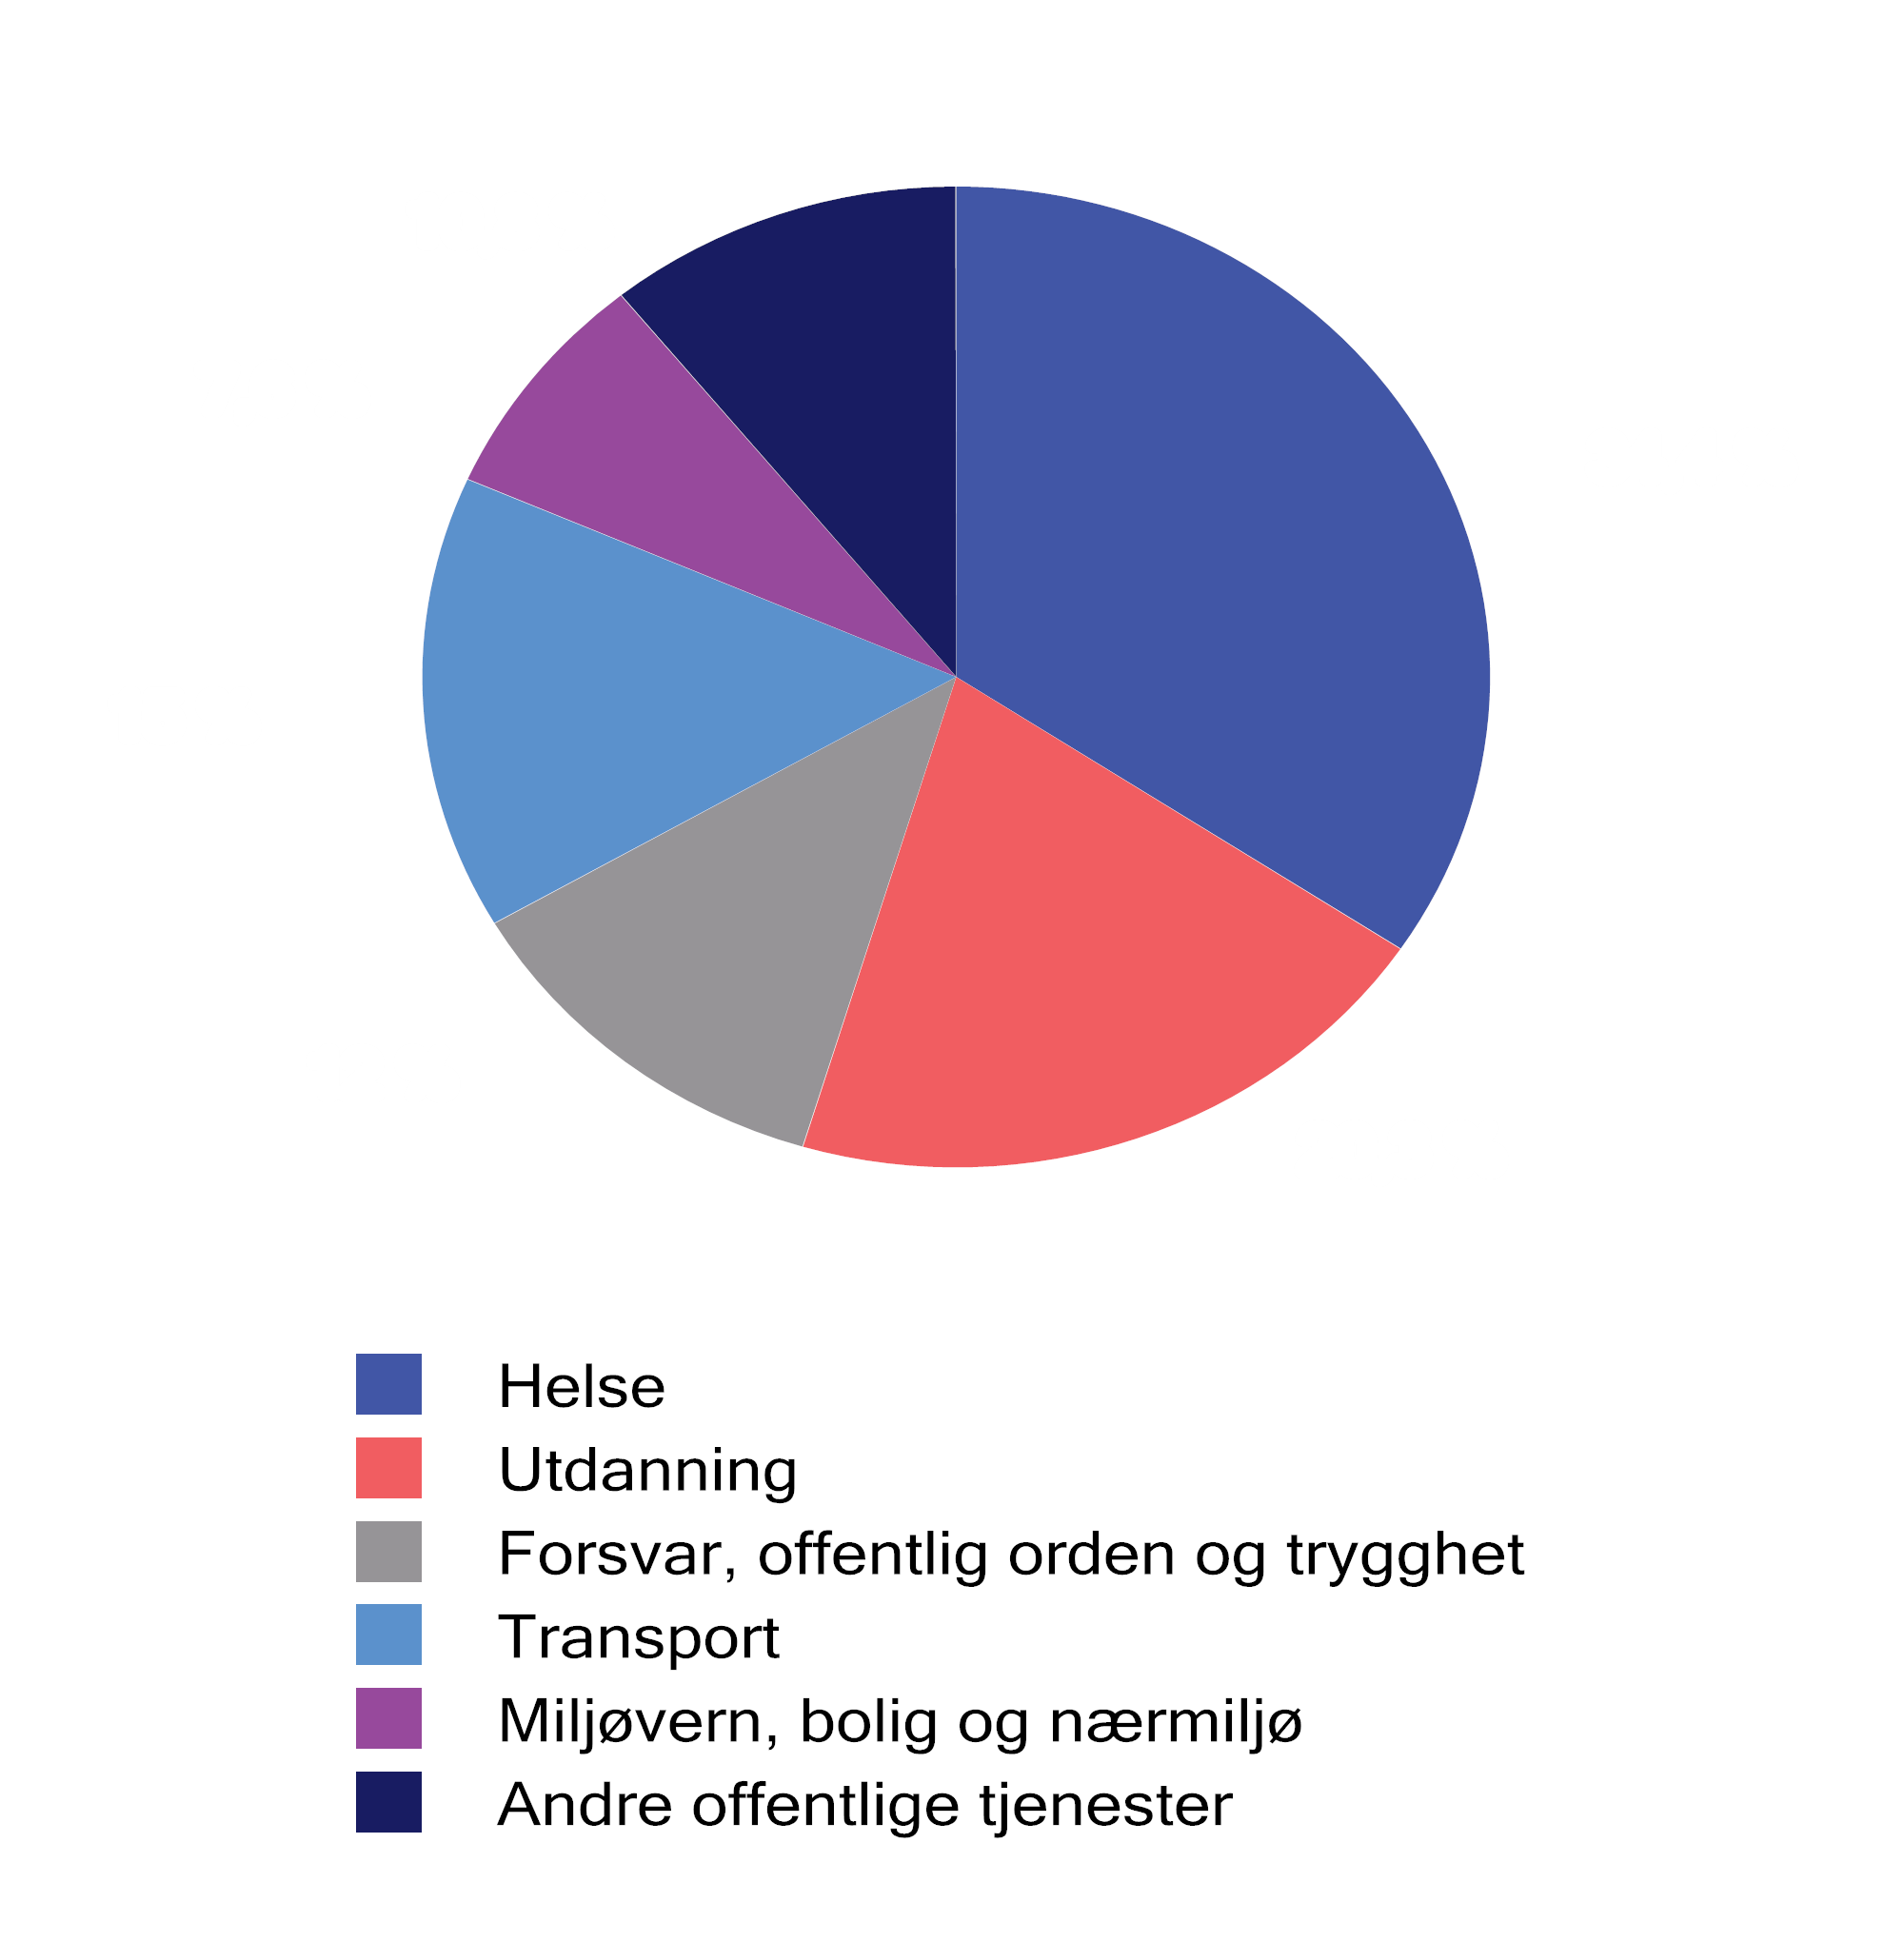 Helse
Utdanning
Forsvar, offentlig orden og trygghet
Transport
Miljøvern, bolig og nærmiljø
Andre offentlige tjenester